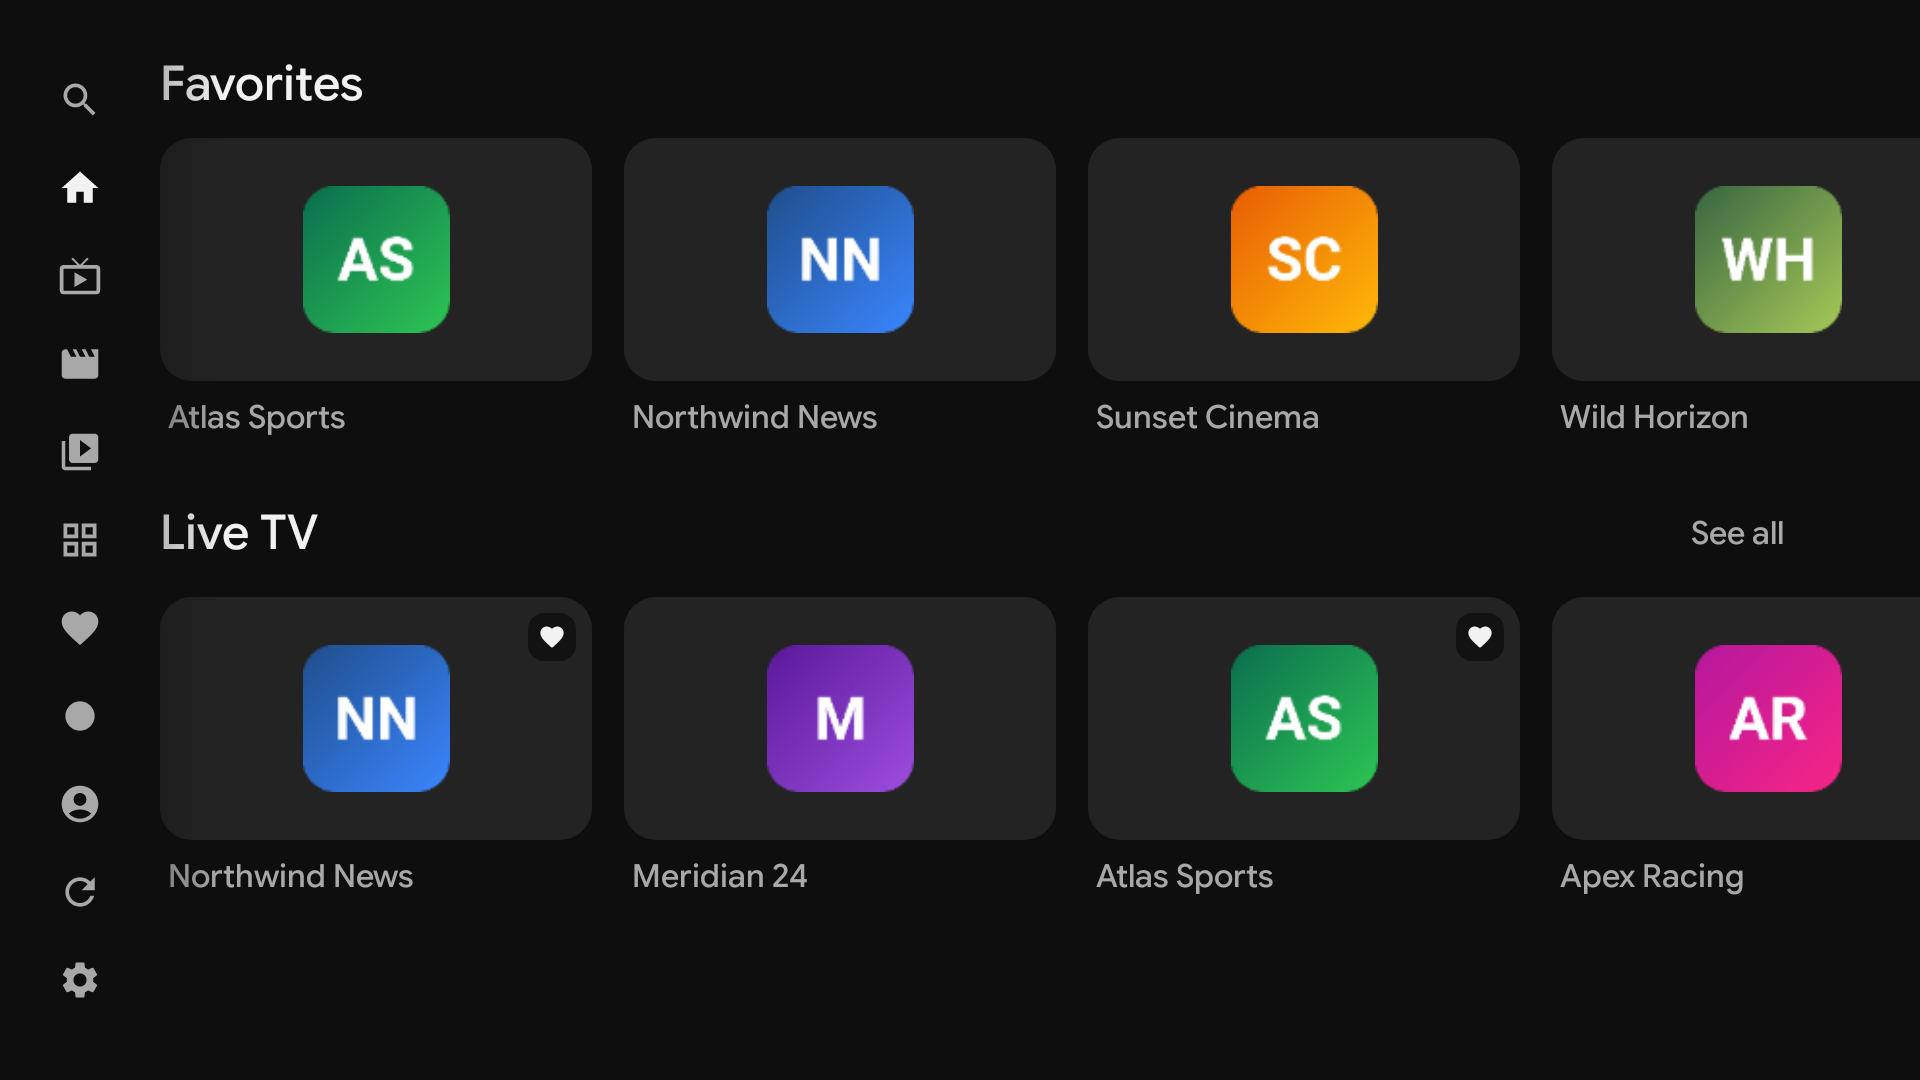 Favorites
AS
NN
SC
WH
Atlas Sports
Northwind News
Sunset Cinema
Wild Horizon
Live TV
See all
NN
M
AS
AR
Northwind News
Meridian 24
Atlas Sports
Apex Racing